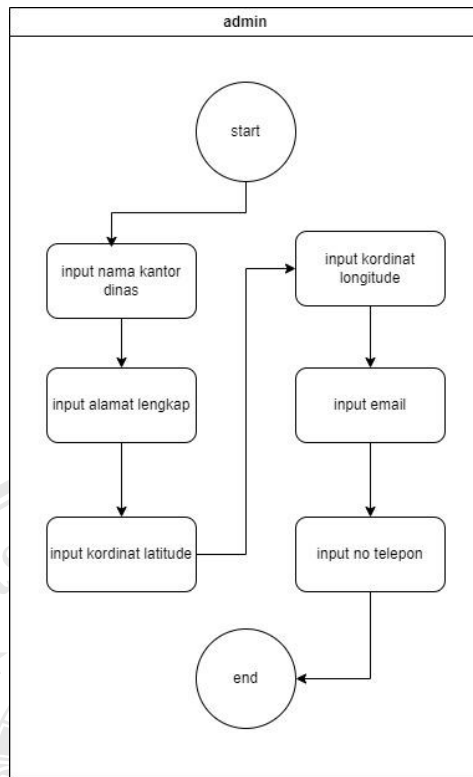 admin
start
input nama kantor
dinas
input alamat lengkap
input kordinat latitude
input kordinat
longitude
input email
input no telepon
end